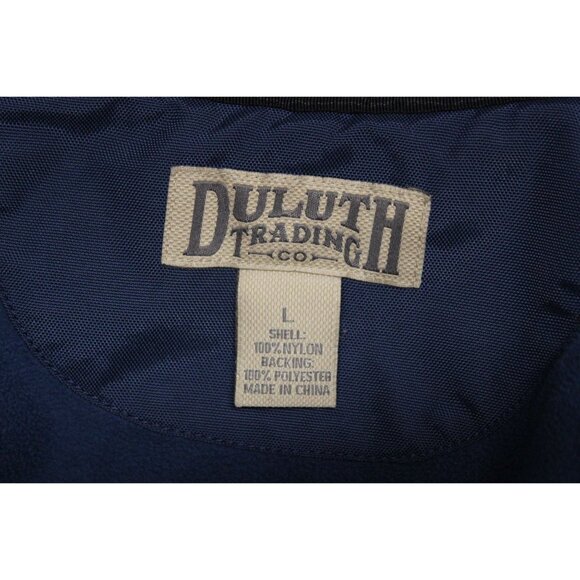 DULUTH
TRADING
CO
L
SHELL:
100% NYLON
BACKING:
100% POLYESTER
MADE IN CHINA